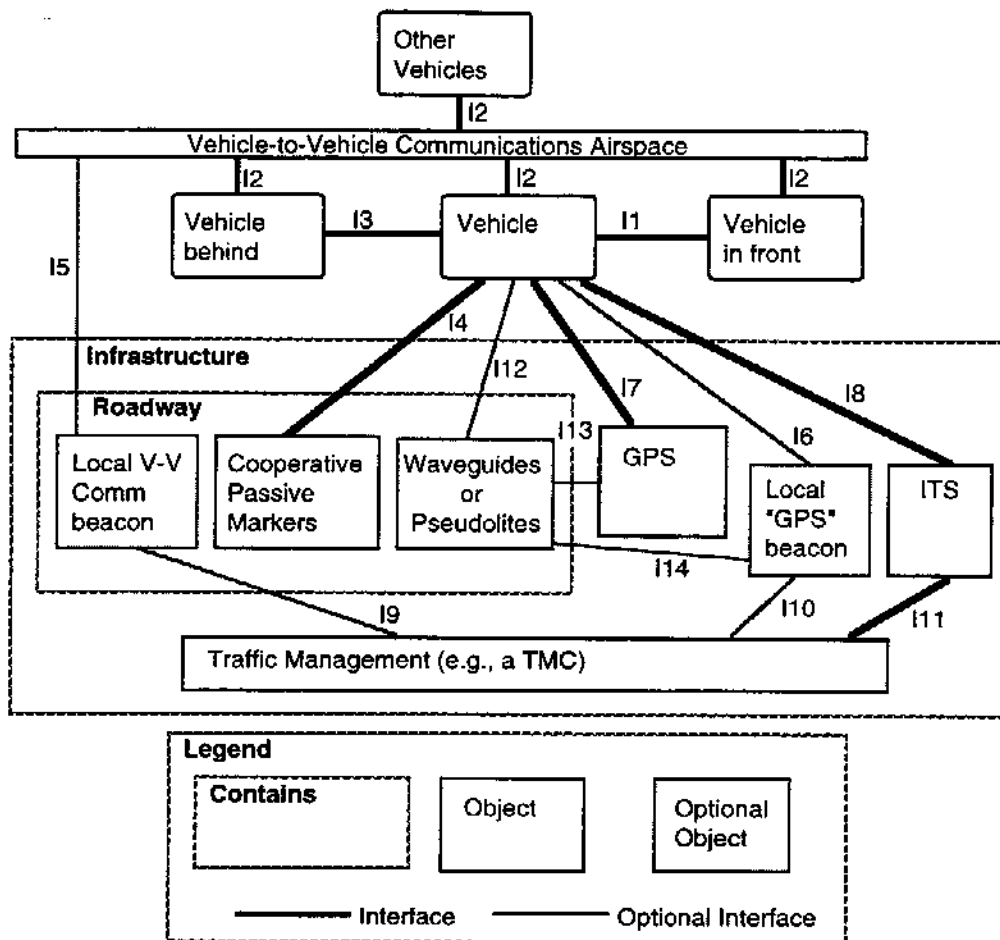 Other
Vehicles
I2
Vehicle-to-Vehicle Communications Airspace
I2
I2
I2
Vehicle
behind
I3
Vehicle
I1
Vehicle
in front
I5
I4
Infrastructure
I12
I7
I8
Roadway
I13
I6
Local V-V
Comm
beacon
Cooperative
Passive
Markers
Waveguides
or
Pseudolites
GPS
Local
"GPS"
beacon
ITS
I14
I9
I10
I11
Traffic Management (e.g., a TMC)
Legend
Contains
Object
Optional
Object
Interface
Optional Interface